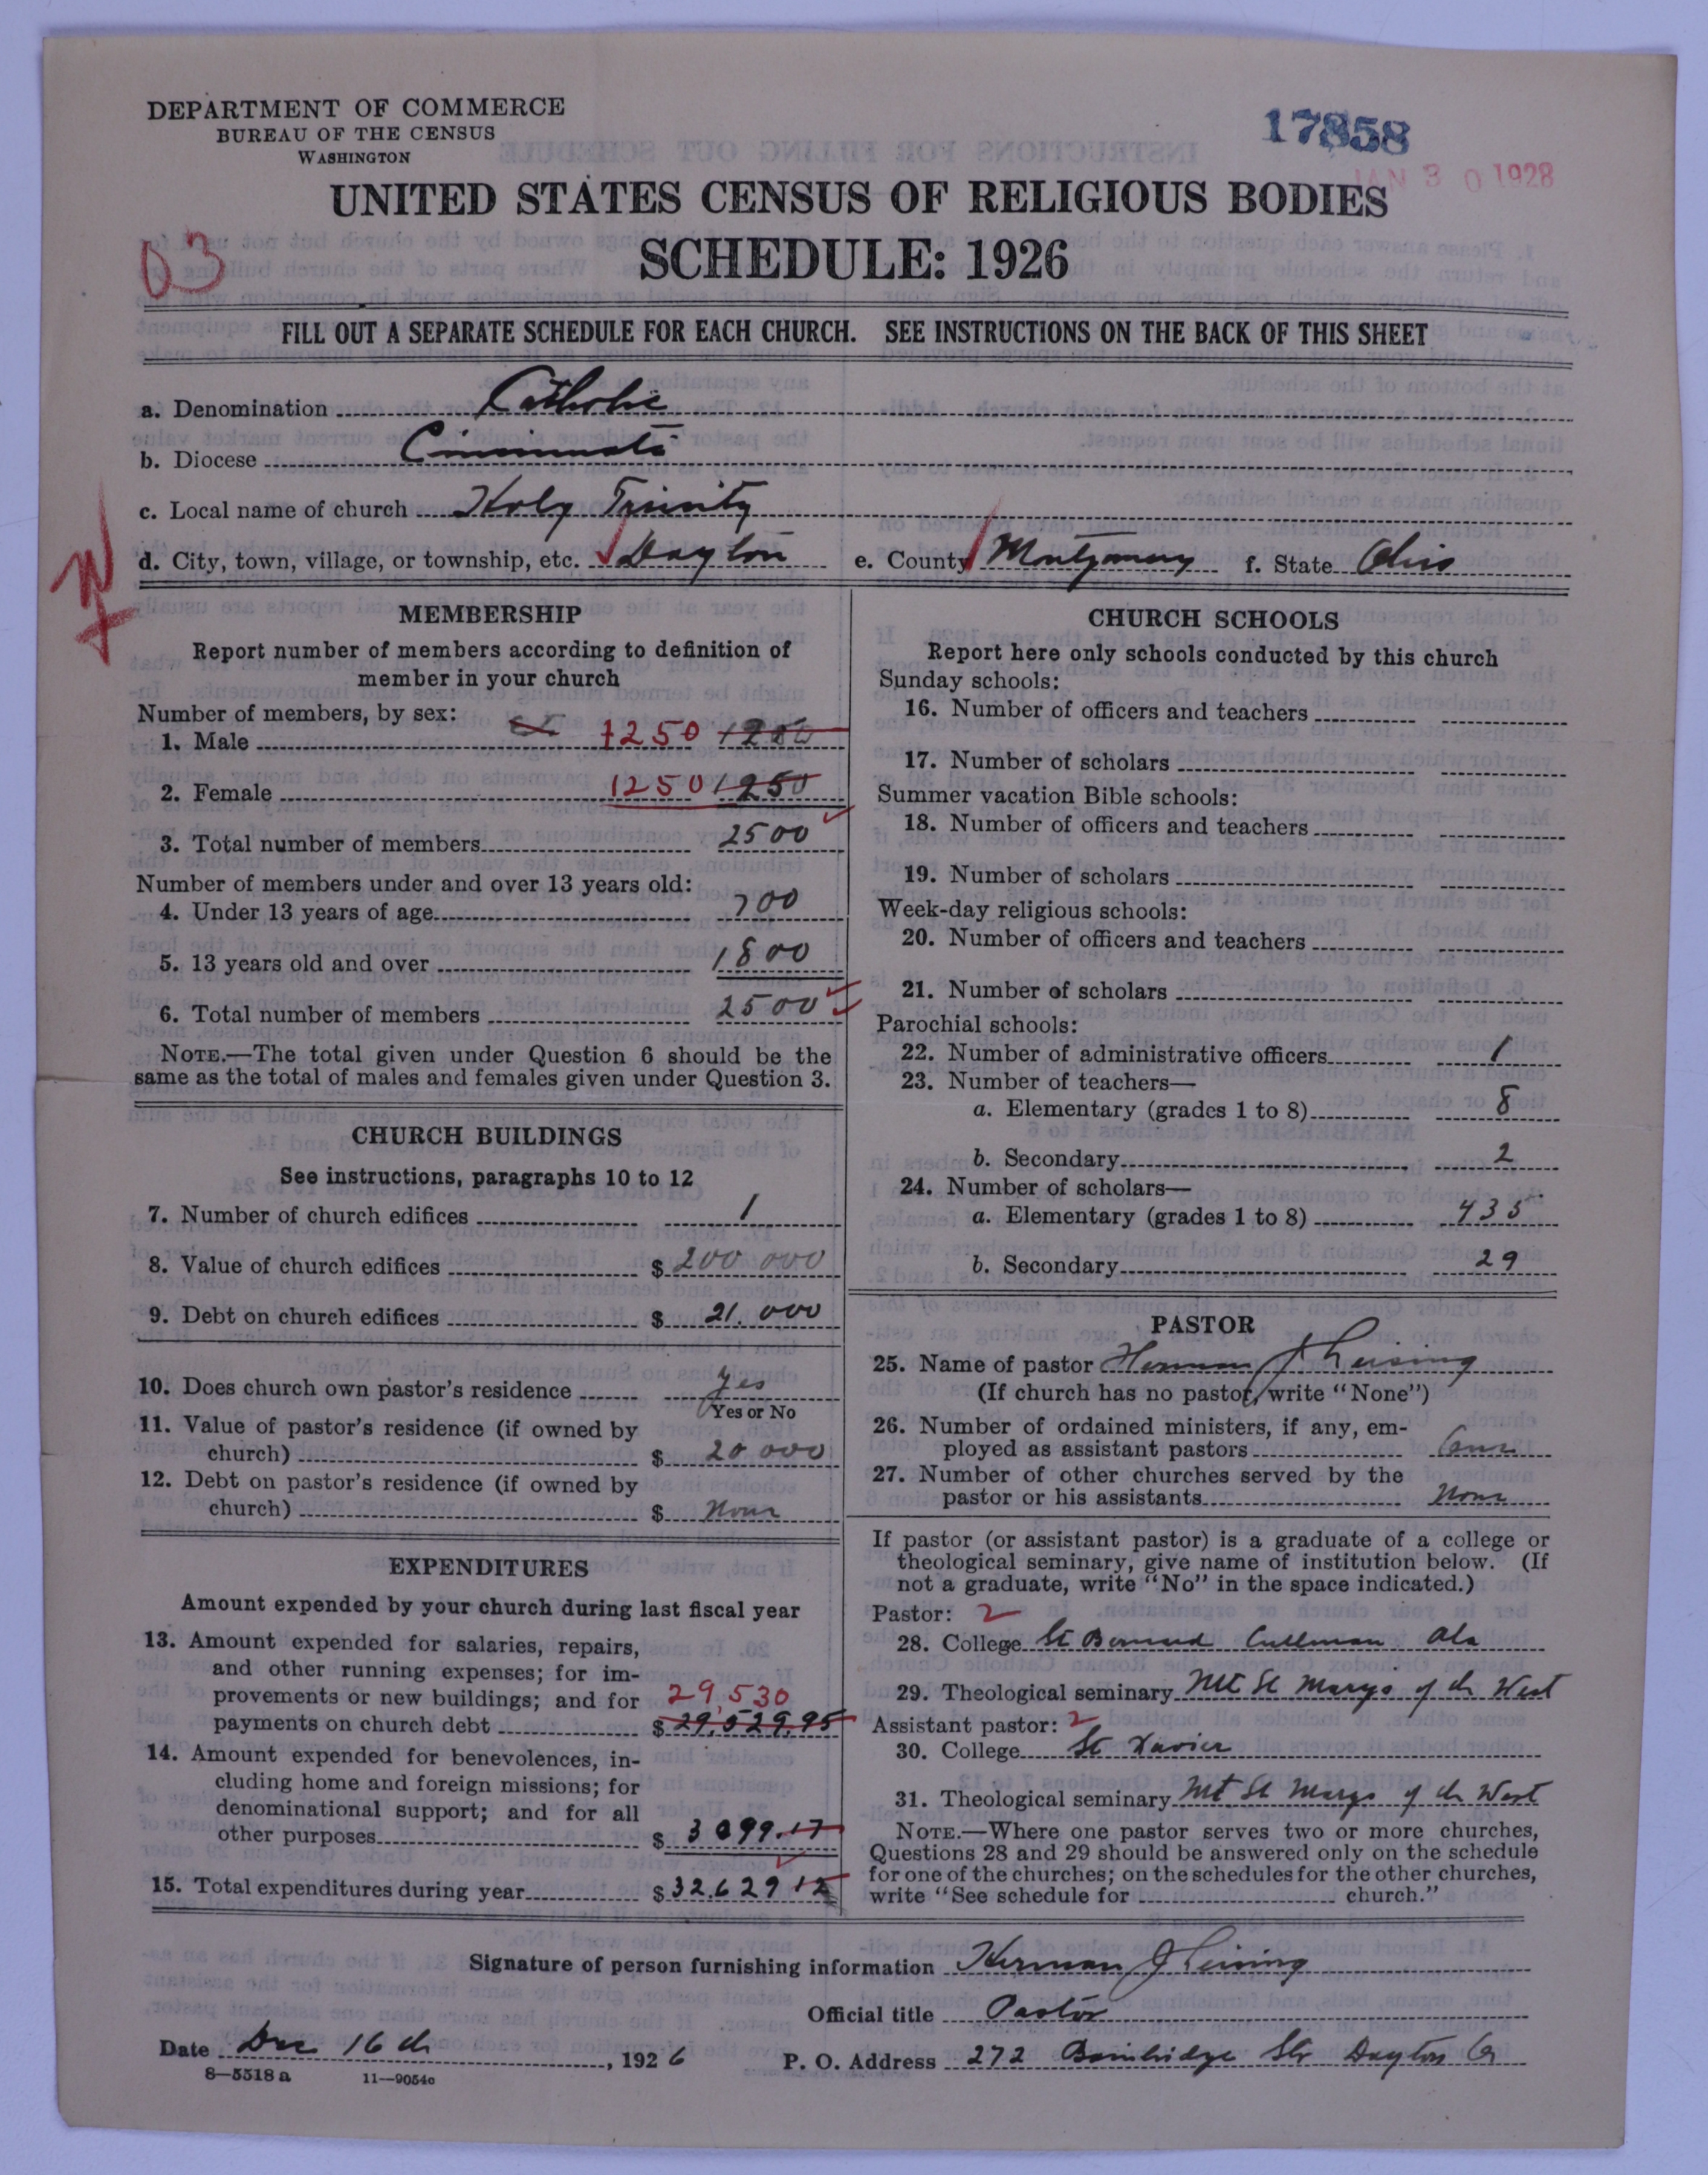 DEPARTMENT OF COMMERCE
BUREAU OF THE CENSUS
WASHINGTON
17858
JAN 30 1928
UNITED STATES CENSUS OF RELIGIOUS BODIES
SCHEDULE: 1926
03
FILL OUT A SEPARATE SCHEDULE FOR EACH CHURCH. SEE INSTRUCTIONS ON THE BACK OF THIS SHEET
a. Denomination Catholic
b. Diocese Cincinnati
c. Local name of church Holy Trinity
d. City, town, village, or township, etc. Dayton e. County Montgomery f. State Ohio
MEMBERSHIP
Report number of members according to definition of
member in your church
Number of members, by sex:
1. Male 1250 1250
2. Female 1250 1250
3. Total number of members 2500
Number of members under and over 13 years old:
4. Under 13 years of age 700
5. 13 years old and over 1800
6. Total number of members 2500
NOTE.—The total given under Question 6 should be the
same as the total of males and females given under Question 3.
CHURCH BUILDINGS
See instructions, paragraphs 10 to 12
7. Number of church edifices 1
8. Value of church edifices $ 200 000
9. Debt on church edifices $ 21.000
10. Does church own pastor's residence yes
Yes or No
11. Value of pastor's residence (if owned by
church) $ 20 000
12. Debt on pastor's residence (if owned by
church) $ None
EXPENDITURES
Amount expended by your church during last fiscal year
13. Amount expended for salaries, repairs,
and other running expenses; for im-
provements or new buildings; and for 29,530
payments on church debt $ 29,529.95
14. Amount expended for benevolences, in-
cluding home and foreign missions; for
denominational support; and for all
other purposes $ 3 099.17
15. Total expenditures during year $ 32.629 12
CHURCH SCHOOLS
Report here only schools conducted by this church
Sunday schools:
16. Number of officers and teachers
17. Number of scholars
Summer vacation Bible schools:
18. Number of officers and teachers
19. Number of scholars
Week-day religious schools:
20. Number of officers and teachers
21. Number of scholars
Parochial schools:
22. Number of administrative officers 1
23. Number of teachers—
a. Elementary (grades 1 to 8) 8
b. Secondary 2
24. Number of scholars—
a. Elementary (grades 1 to 8) 435
b. Secondary 29
PASTOR
25. Name of pastor Herman J Leising
(If church has no pastor, write "None")
26. Number of ordained ministers, if any, em-
ployed as assistant pastors
27. Number of other churches served by the
pastor or his assistants None
If pastor (or assistant pastor) is a graduate of a college or
theological seminary, give name of institution below. (If
not a graduate, write "No" in the space indicated.)
Pastor: 2
28. College St Bernard Cullman Ala
29. Theological seminary Mt St Marys of the West
Assistant pastor: 2
30. College St Xavier
31. Theological seminary Mt St Marys of the West
NOTE.—Where one pastor serves two or more churches,
Questions 28 and 29 should be answered only on the schedule
for one of the churches; on the schedules for the other churches,
write "See schedule for church."
Signature of person furnishing information Herman J Leising
Official title Pastor
Date Dec 16th, 1926 P. O. Address 272 Bainbridge Str Dayton O
8—5518 a 11—9054c